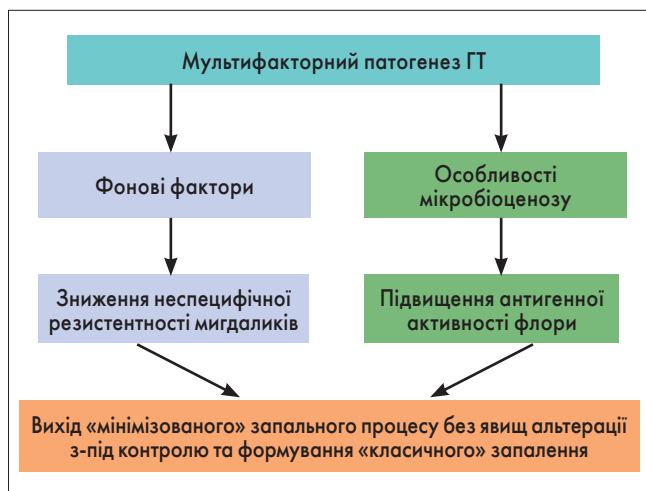 Мультифакторний патогенез ГТ
Фонові фактори
Особливості
мікробіоценозу
Зниження неспецифічної
резистентності мигдаликів
Підвищення антигенної
активності флори
Вихід «мінімізованого» запального процесу без явищ альтерації
з-під контролю та формування «класичного» запалення